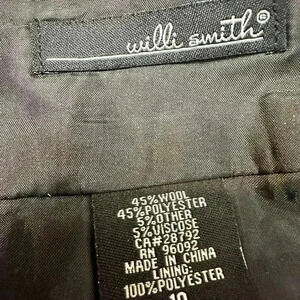 willi smith®
45% WOOL
45% POLYESTER
5% OTHER
5% VISCOSE
CA# 28792
RN 96092
MADE IN CHINA
LINING:
100% POLYESTER
10